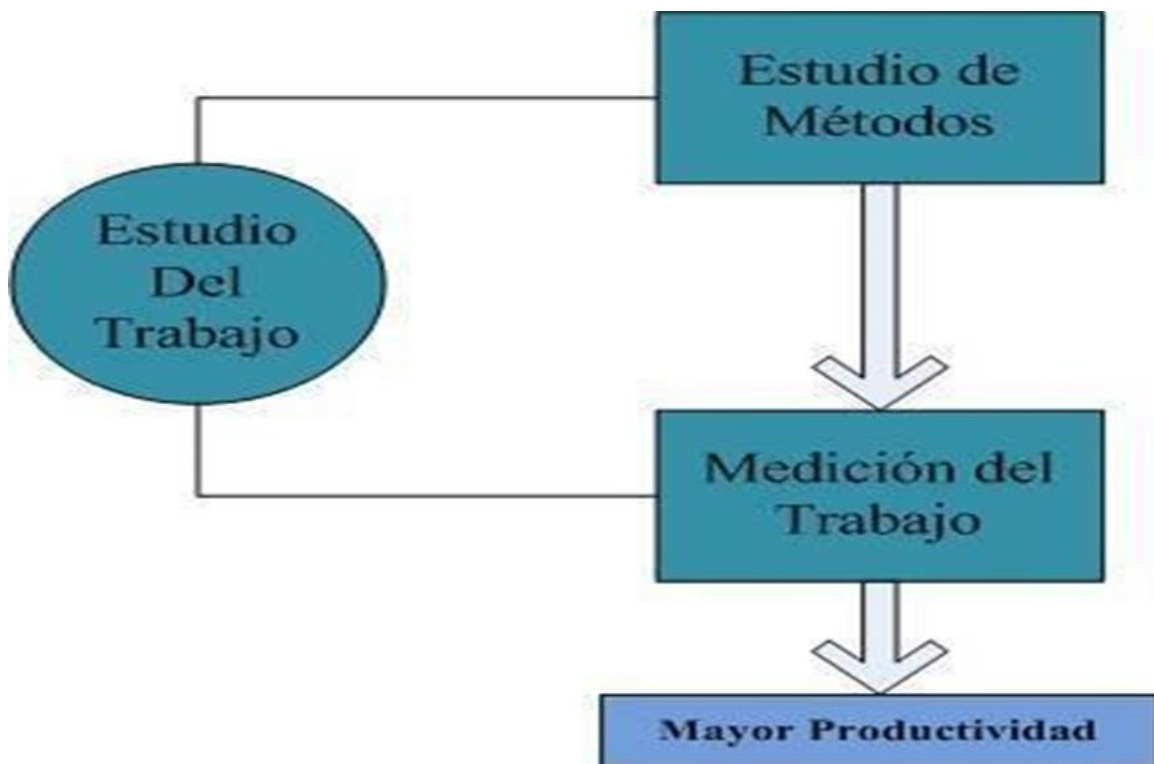 Estudio de
Métodos
Estudio
Del
Trabajo
Medición del
Trabajo
Mayor Productividad